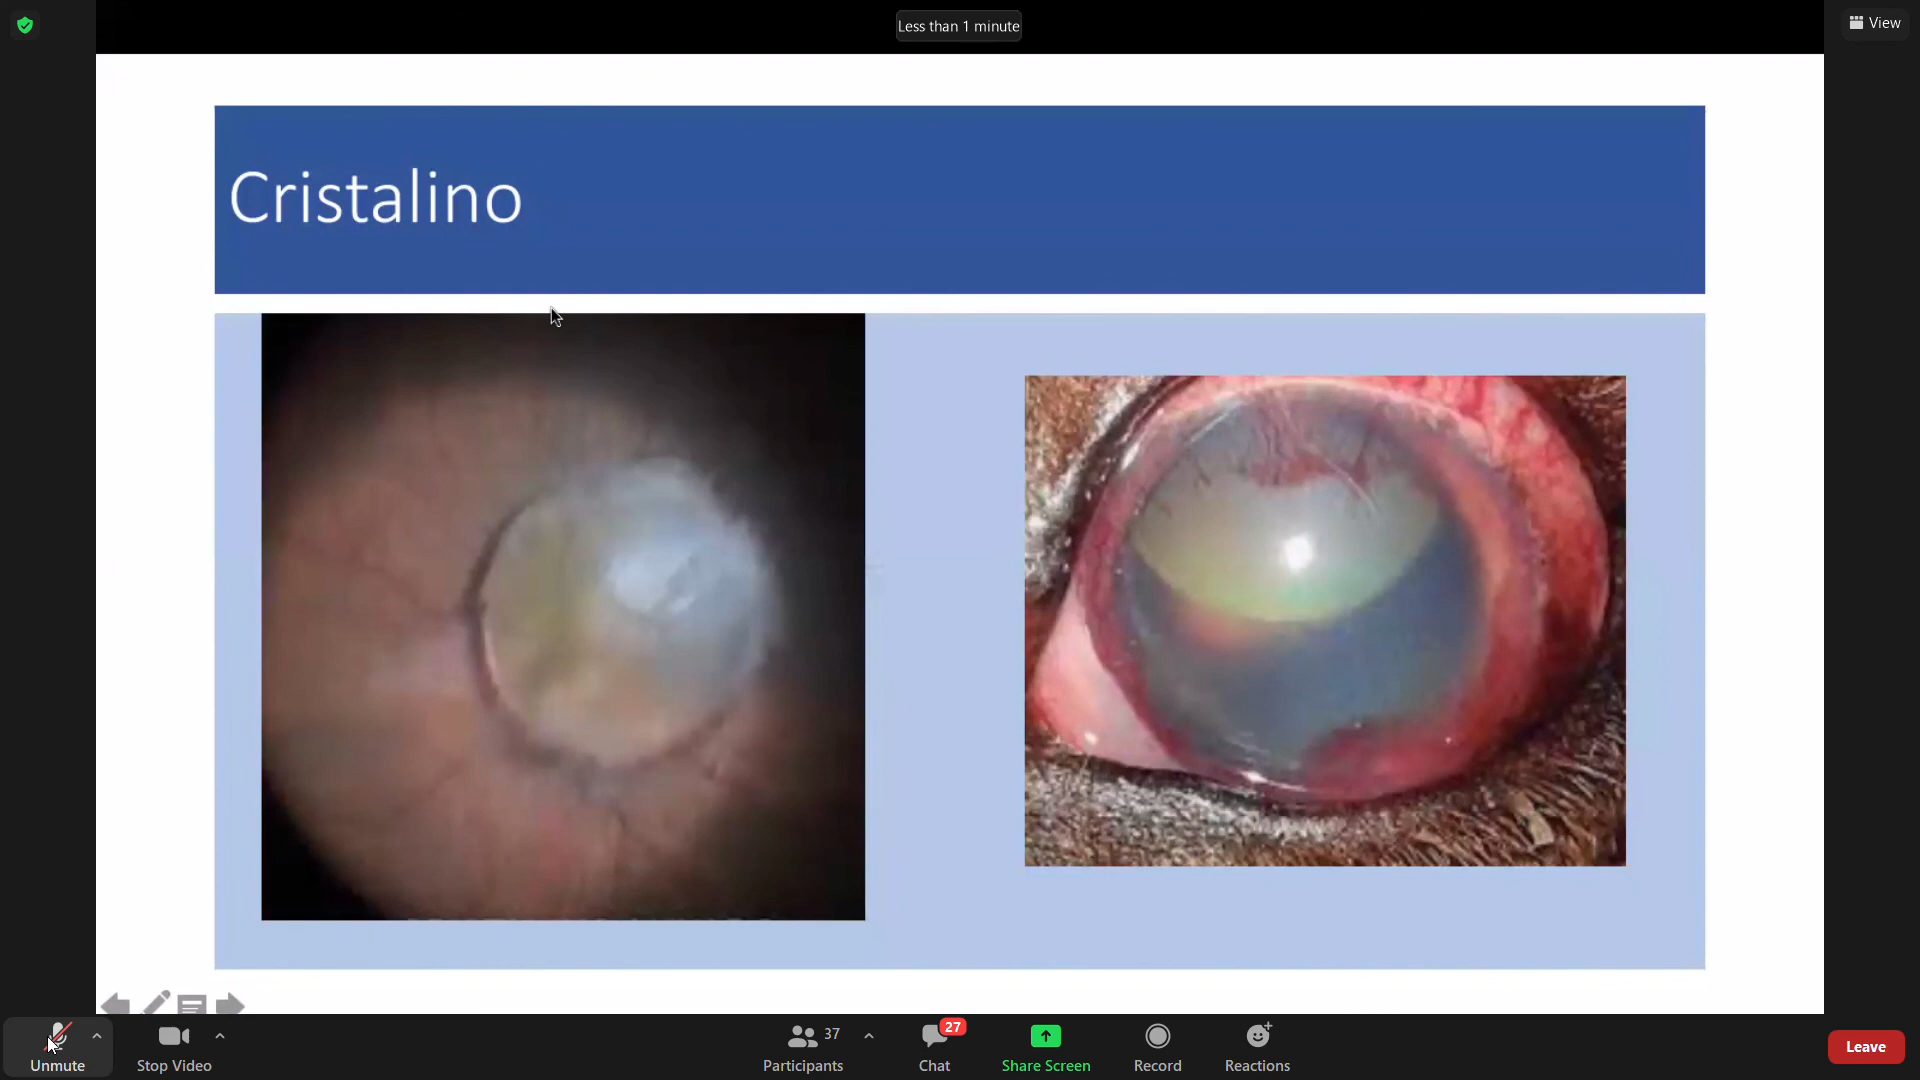 Less than 1 minute
View
Cristalino
Unmute
Stop Video
37
Participants
27
Chat
Share Screen
Record
Reactions
Leave